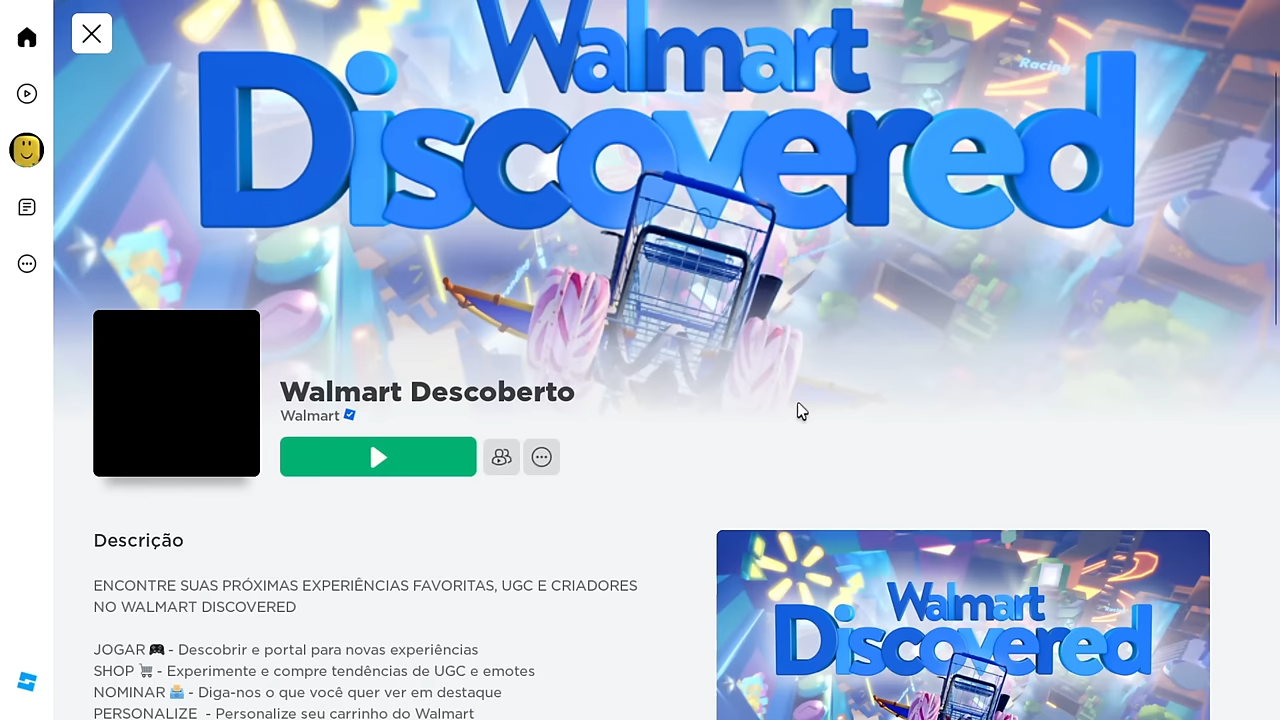 Walmart
Discovered
Racing
Walmart Descoberto
Walmart
Descrição
ENCONTRE SUAS PRÓXIMAS EXPERIÊNCIAS FAVORITAS, UGC E CRIADORES
NO WALMART DISCOVERED
JOGAR 🎮 - Descobrir e portal para novas experiências
SHOP 🛒 - Experimente e compre tendências de UGC e emotes
NOMINAR 🗳️ - Diga-nos o que você quer ver em destaque
PERSONALIZE - Personalize seu carrinho do Walmart
Walmart
Discovered